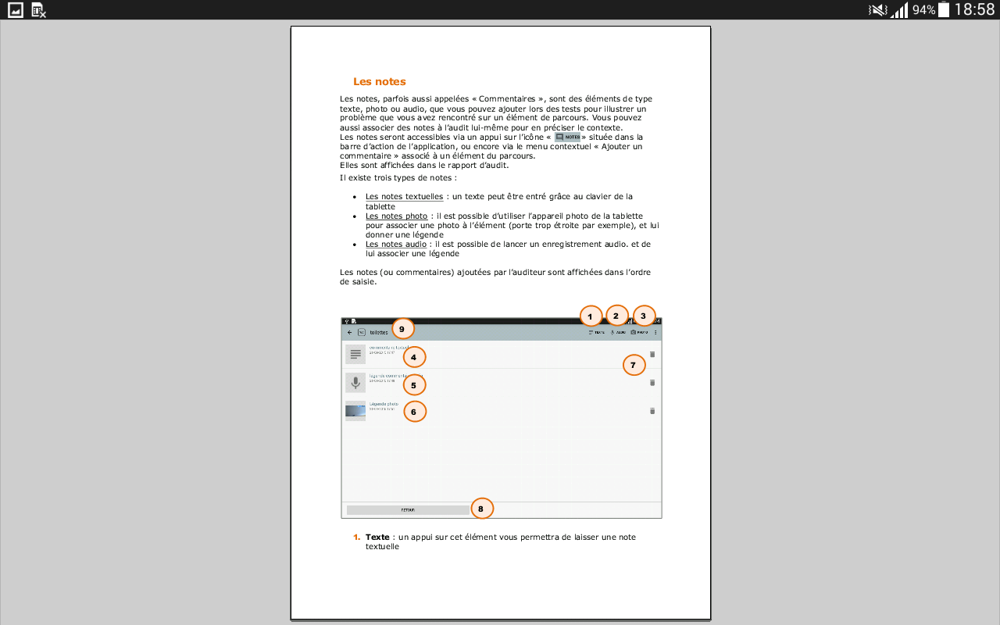 94% 18:58
Les notes
Les notes, parfois aussi appelées « Commentaires », sont des éléments de type
texte, photo ou audio, que vous pouvez ajouter lors des tests pour illustrer un
problème que vous avez rencontré sur un élément de parcours. Vous pouvez
aussi associer des notes à l’audit lui-même pour en préciser le contexte.
Les notes seront accessibles via un appui sur l’icône « NOTES » située dans la
barre d’action de l’application, ou encore via le menu contextuel « Ajouter un
commentaire » associé à un élément du parcours.
Elles sont affichées dans le rapport d’audit.
Il existe trois types de notes :
• Les notes textuelles : un texte peut être entré grâce au clavier de la
tablette
• Les notes photo : il est possible d’utiliser l’appareil photo de la tablette
pour associer une photo à l’élément (porte trop étroite par exemple), et lui
donner une légende
• Les notes audio : il est possible de lancer un enregistrement audio. et de
lui associer une légende
Les notes (ou commentaires) ajoutées par l’auditeur sont affichées dans l’ordre
de saisie.
1 2 3
toilettes 9 TEXTE AUDIO PHOTO
commentaire
4
7
légende
5
Légende photo
6
RETOUR 8
1. Texte : un appui sur cet élément vous permettra de laisser une note
textuelle